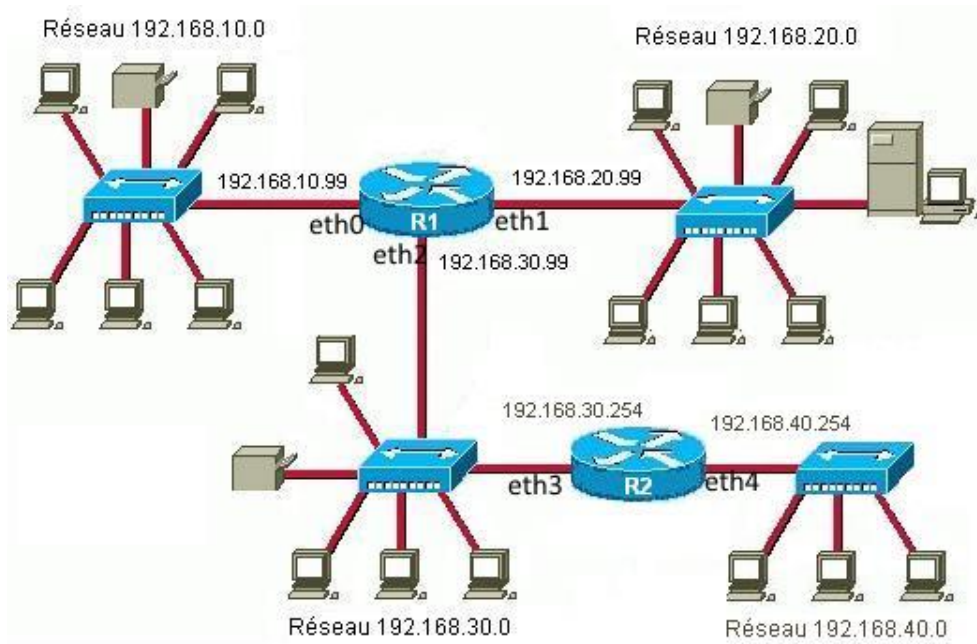 Réseau 192.168.10.0
Réseau 192.168.20.0
192.168.10.99
192.168.20.99
eth0
R1
eth1
eth2
192.168.30.99
192.168.30.254
192.168.40.254
eth3
R2
eth4
Réseau 192.168.30.0
Réseau 192.168.40.0